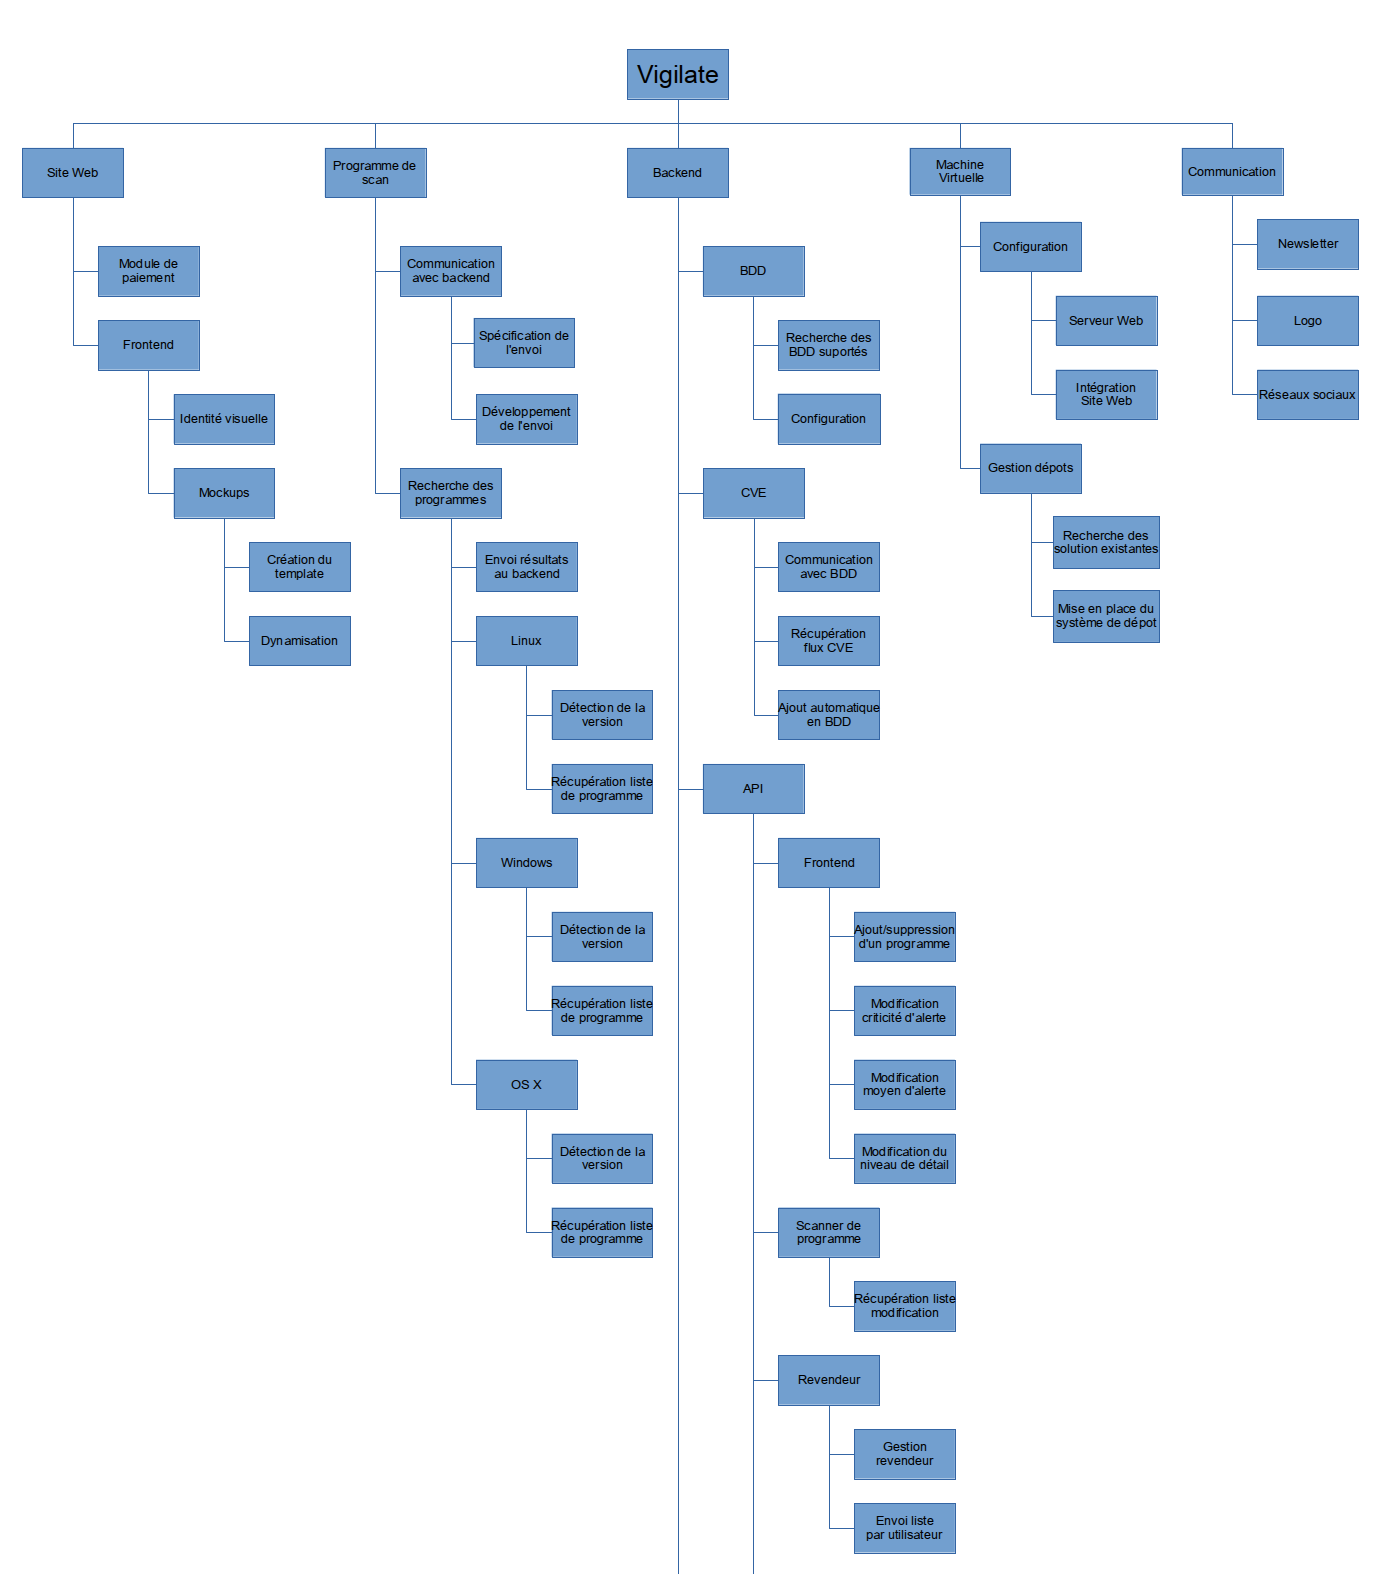 Vigilate
Site Web
Module de
paiement
Frontend
Identité visuelle
Mockups
Création du
template
Dynamisation
Programme de
scan
Communication
avec backend
Spécification de
l'envoi
Développement
de l'envoi
Recherche des
programmes
Envoi résultats
au backend
Linux
Détection de la
version
Récupération liste
de programme
Windows
Détection de la
version
Récupération liste
de programme
OS X
Détection de la
version
Récupération liste
de programme
Backend
BDD
Recherche des
BDD suportés
Configuration
CVE
Communication
avec BDD
Récupération
flux CVE
Ajout automatique
en BDD
API
Frontend
Ajout/suppression
d'un programme
Modification
criticité d'alerte
Modification
moyen d'alerte
Modification du
niveau de détail
Scanner de
programme
Récupération liste
modification
Revendeur
Gestion
revendeur
Envoi liste
par utilisateur
Machine
Virtuelle
Configuration
Serveur Web
Intégration
Site Web
Gestion dépots
Recherche des
solution existantes
Mise en place du
système de dépot
Communication
Newsletter
Logo
Réseaux sociaux